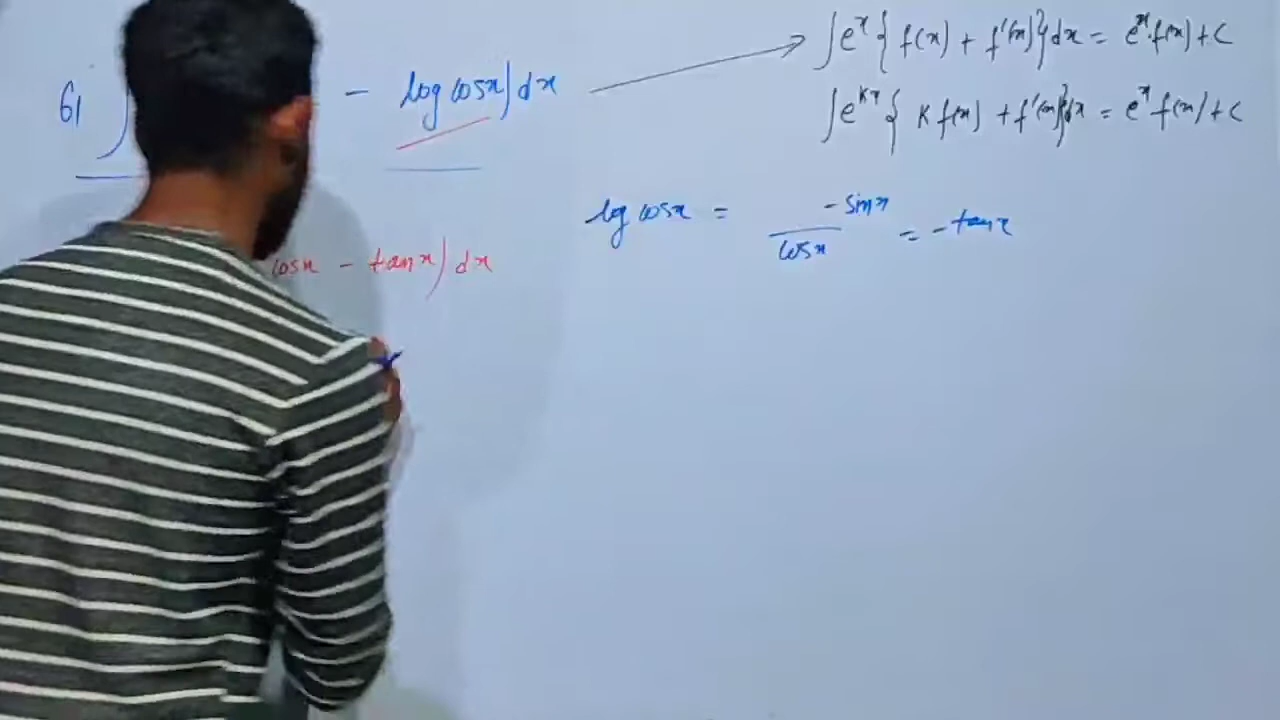 61 ∫ - log cosx) dx
∫e^x { f(x) + f'(x)} dx = e^x f(x) + C
∫e^{kx} { K f(x) + f'(x)} dx = e^x f(x) + C
log cosx = -sinx / cosx = -tanx
cosx - tanx) dx